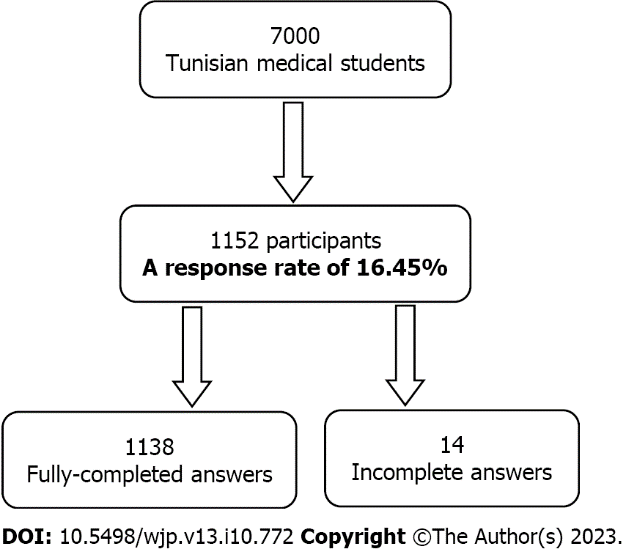 7000
Tunisian medical students
1152 participants
A response rate of 16.45%
1138
Fully-completed answers
14
Incomplete answers
DOI: 10.5498/wjp.v13.i10.772 Copyright ©The Author(s) 2023.